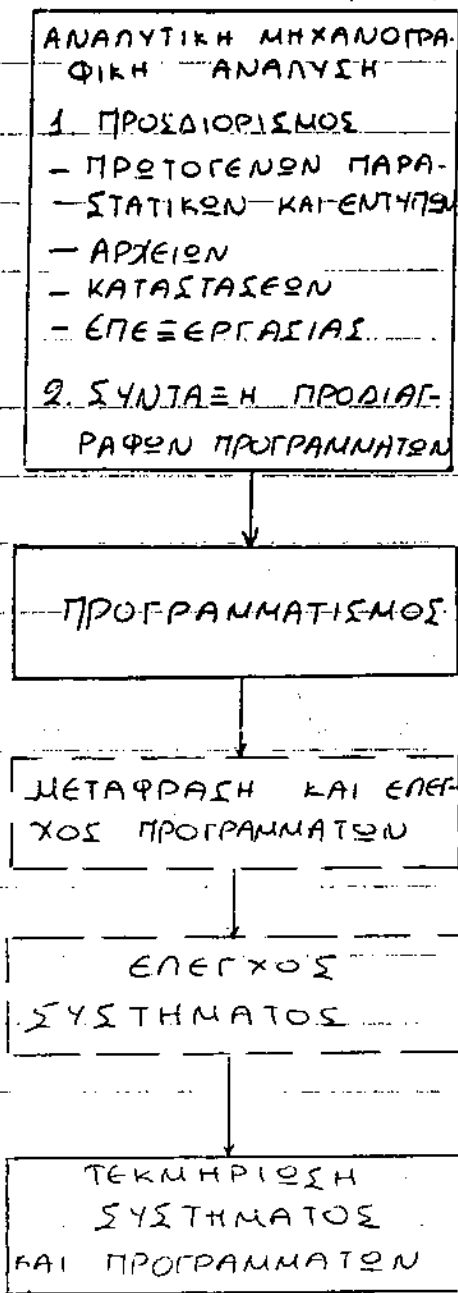 ΑΝΑΛΥΤΙΚΗ ΜΗΧΑΝΟΓΡΑ-
ΦΙΚΗ ΑΝΑΛΥΣΗ
1. ΠΡΟΣΔΙΟΡΙΣΜΟΣ
- ΠΡΩΤΟΓΕΝΩΝ ΠΑΡΑ-
- ΣΤΑΤΙΚΩΝ ΚΑΙ ΕΝΤΥΠΩΝ
- ΑΡΧΕΙΩΝ
- ΚΑΤΑΣΤΑΣΕΩΝ
- ΕΠΕΞΕΡΓΑΣΙΑΣ
2. ΣΥΝΤΑΞΗ ΠΡΟΔΙΑΓ-
ΡΑΦΩΝ ΠΡΟΓΡΑΜΜΑΤΩΝ
ΠΡΟΓΡΑΜΜΑΤΙΣΜΟΣ
ΜΕΤΑΦΡΑΣΗ ΚΑΙ ΕΛΕΓ-
ΧΟΣ ΠΡΟΓΡΑΜΜΑΤΩΝ
ΕΛΕΓΧΟΣ
ΣΥΣΤΗΜΑΤΟΣ
ΤΕΚΜΗΡΙΩΣΗ
ΣΥΣΤΗΜΑΤΟΣ
ΚΑΙ ΠΡΟΓΡΑΜΜΑΤΩΝ